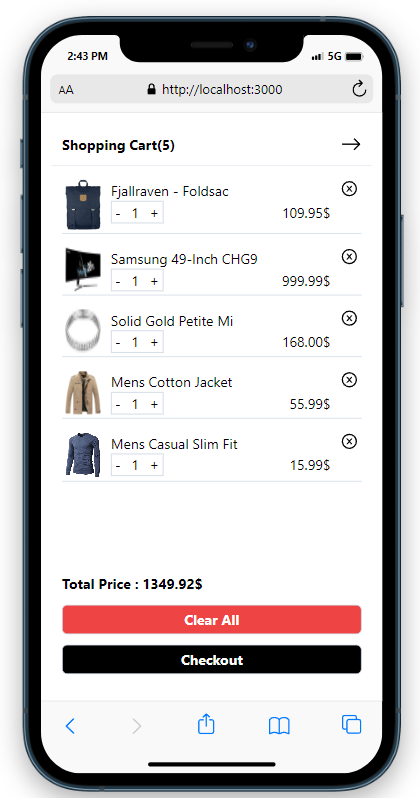 2:43 PM
5G
AA
http://localhost:3000
Shopping Cart(5)
Fjallraven - Foldsac
- 1 +
109.95$
Samsung 49-Inch CHG9
- 1 +
999.99$
Solid Gold Petite Mi
- 1 +
168.00$
Mens Cotton Jacket
- 1 +
55.99$
Mens Casual Slim Fit
- 1 +
15.99$
Total Price : 1349.92$
Clear All
Checkout